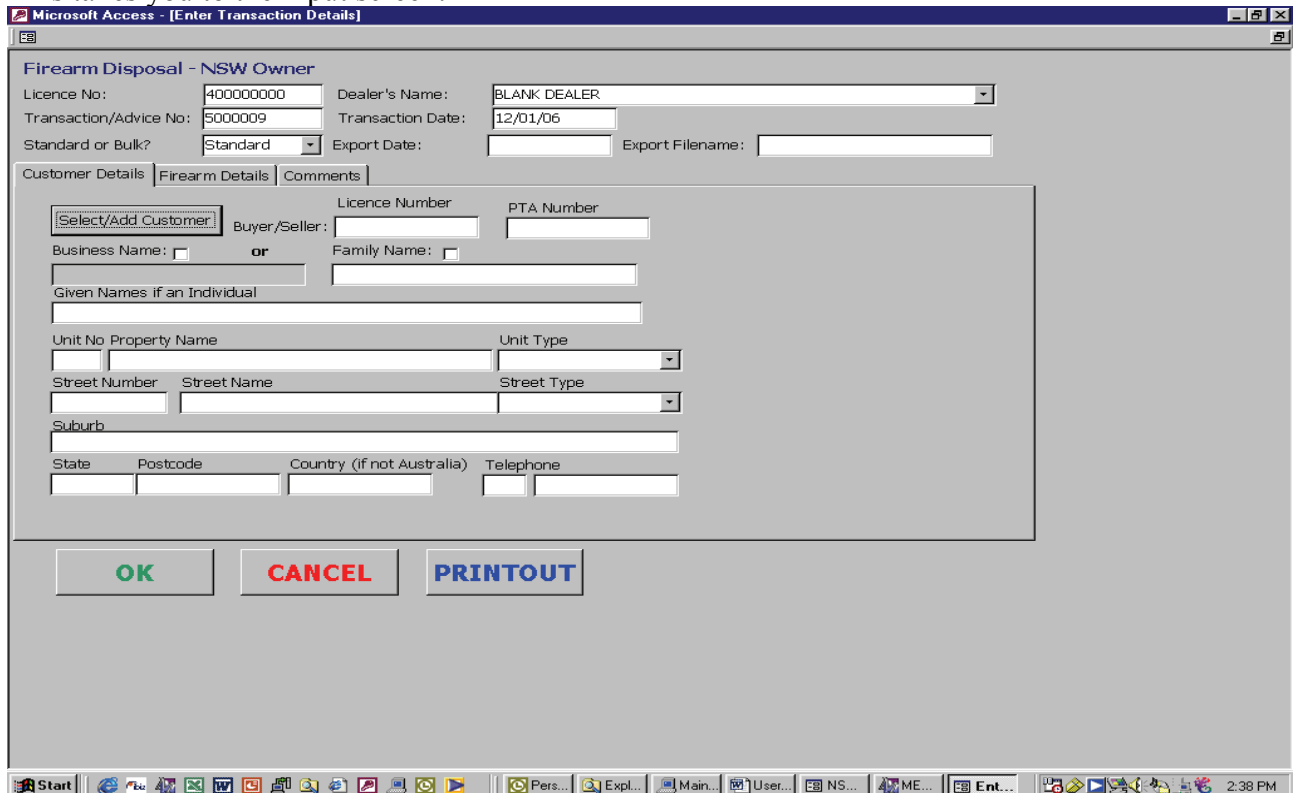 Microsoft Access - [Enter Transaction Details]
Firearm Disposal - NSW Owner
Licence No: 400000000 Dealer's Name: BLANK DEALER
Transaction/Advice No: 5000009 Transaction Date: 12/01/06
Standard or Bulk? Standard Export Date: Export Filename:
Customer Details Firearm Details Comments
Licence Number PTA Number
Select/Add Customer Buyer/Seller:
Business Name: or Family Name:
Given Names if an Individual
Unit No Property Name Unit Type
Street Number Street Name Street Type
Suburb
State Postcode Country (if not Australia) Telephone
OK CANCEL PRINTOUT
Start Pers... Expl... Main... User... NS... ME... Ent... 2:38 PM